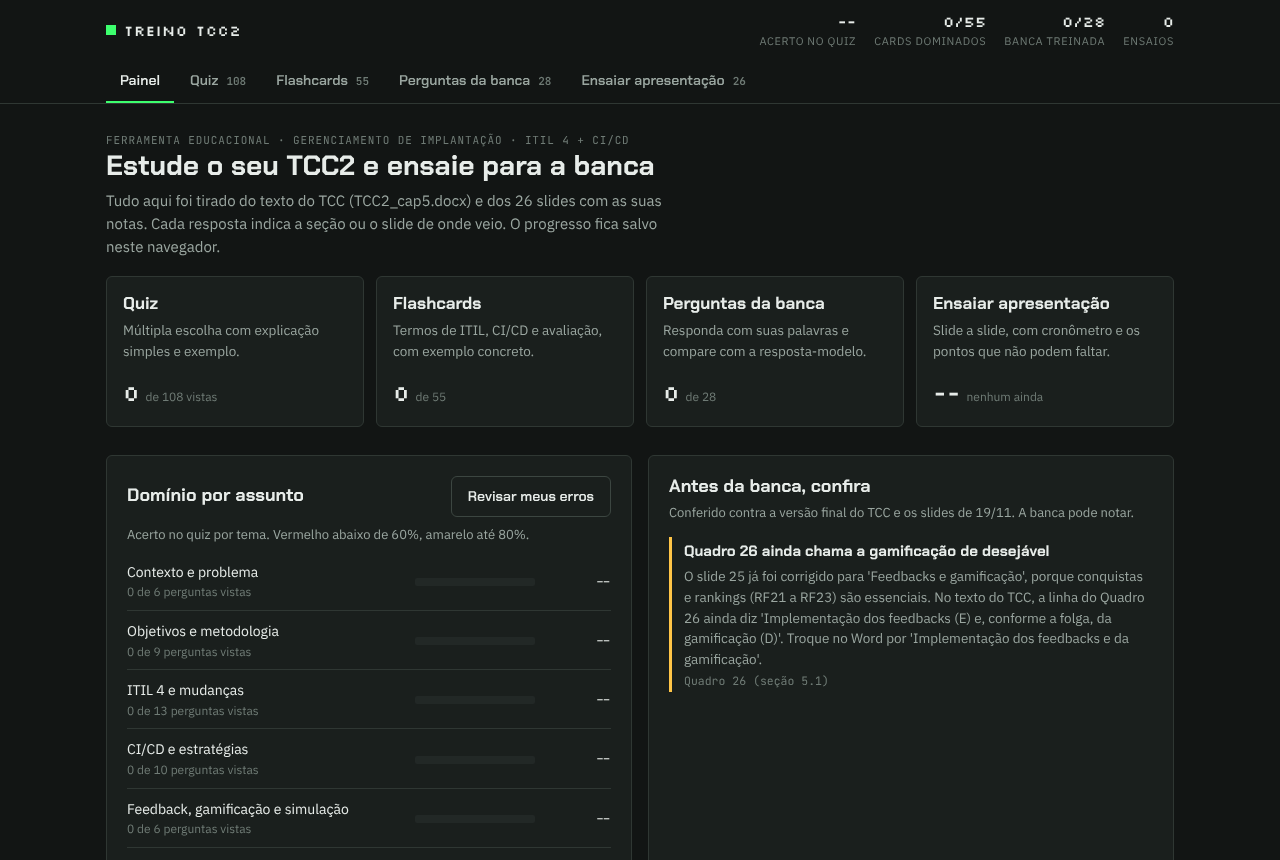 TREINO TCC2
--
ACERTO NO QUIZ
0/55
CARDS DOMINADOS
0/28
BANCA TREINADA
0
ENSAIOS
Painel
Quiz 108
Flashcards 55
Perguntas da banca 28
Ensaiar apresentação 26
FERRAMENTA EDUCACIONAL · GERENCIAMENTO DE IMPLANTAÇÃO · ITIL 4 + CI/CD
Estude o seu TCC2 e ensaie para a banca
Tudo aqui foi tirado do texto do TCC (TCC2_cap5.docx) e dos 26 slides com as suas
notas. Cada resposta indica a seção ou o slide de onde veio. O progresso fica salvo
neste navegador.
Quiz
Múltipla escolha com explicação
simples e exemplo.
0 de 108 vistas
Flashcards
Termos de ITIL, CI/CD e avaliação,
com exemplo concreto.
0 de 55
Perguntas da banca
Responda com suas palavras e
compare com a resposta-modelo.
0 de 28
Ensaiar apresentação
Slide a slide, com cronômetro e os
pontos que não podem faltar.
-- nenhum ainda
Domínio por assunto
Revisar meus erros
Acerto no quiz por tema. Vermelho abaixo de 60%, amarelo até 80%.
Contexto e problema
0 de 6 perguntas vistas
--
Objetivos e metodologia
0 de 9 perguntas vistas
--
ITIL 4 e mudanças
0 de 13 perguntas vistas
--
CI/CD e estratégias
0 de 10 perguntas vistas
--
Feedback, gamificação e simulação
0 de 6 perguntas vistas
--
Antes da banca, confira
Conferido contra a versão final do TCC e os slides de 19/11. A banca pode notar.
Quadro 26 ainda chama a gamificação de desejável
O slide 25 já foi corrigido para 'Feedbacks e gamificação', porque conquistas
e rankings (RF21 a RF23) são essenciais. No texto do TCC, a linha do Quadro
26 ainda diz 'Implementação dos feedbacks (E) e, conforme a folga, da
gamificação (D)'. Troque no Word por 'Implementação dos feedbacks e da
gamificação'.
Quadro 26 (seção 5.1)